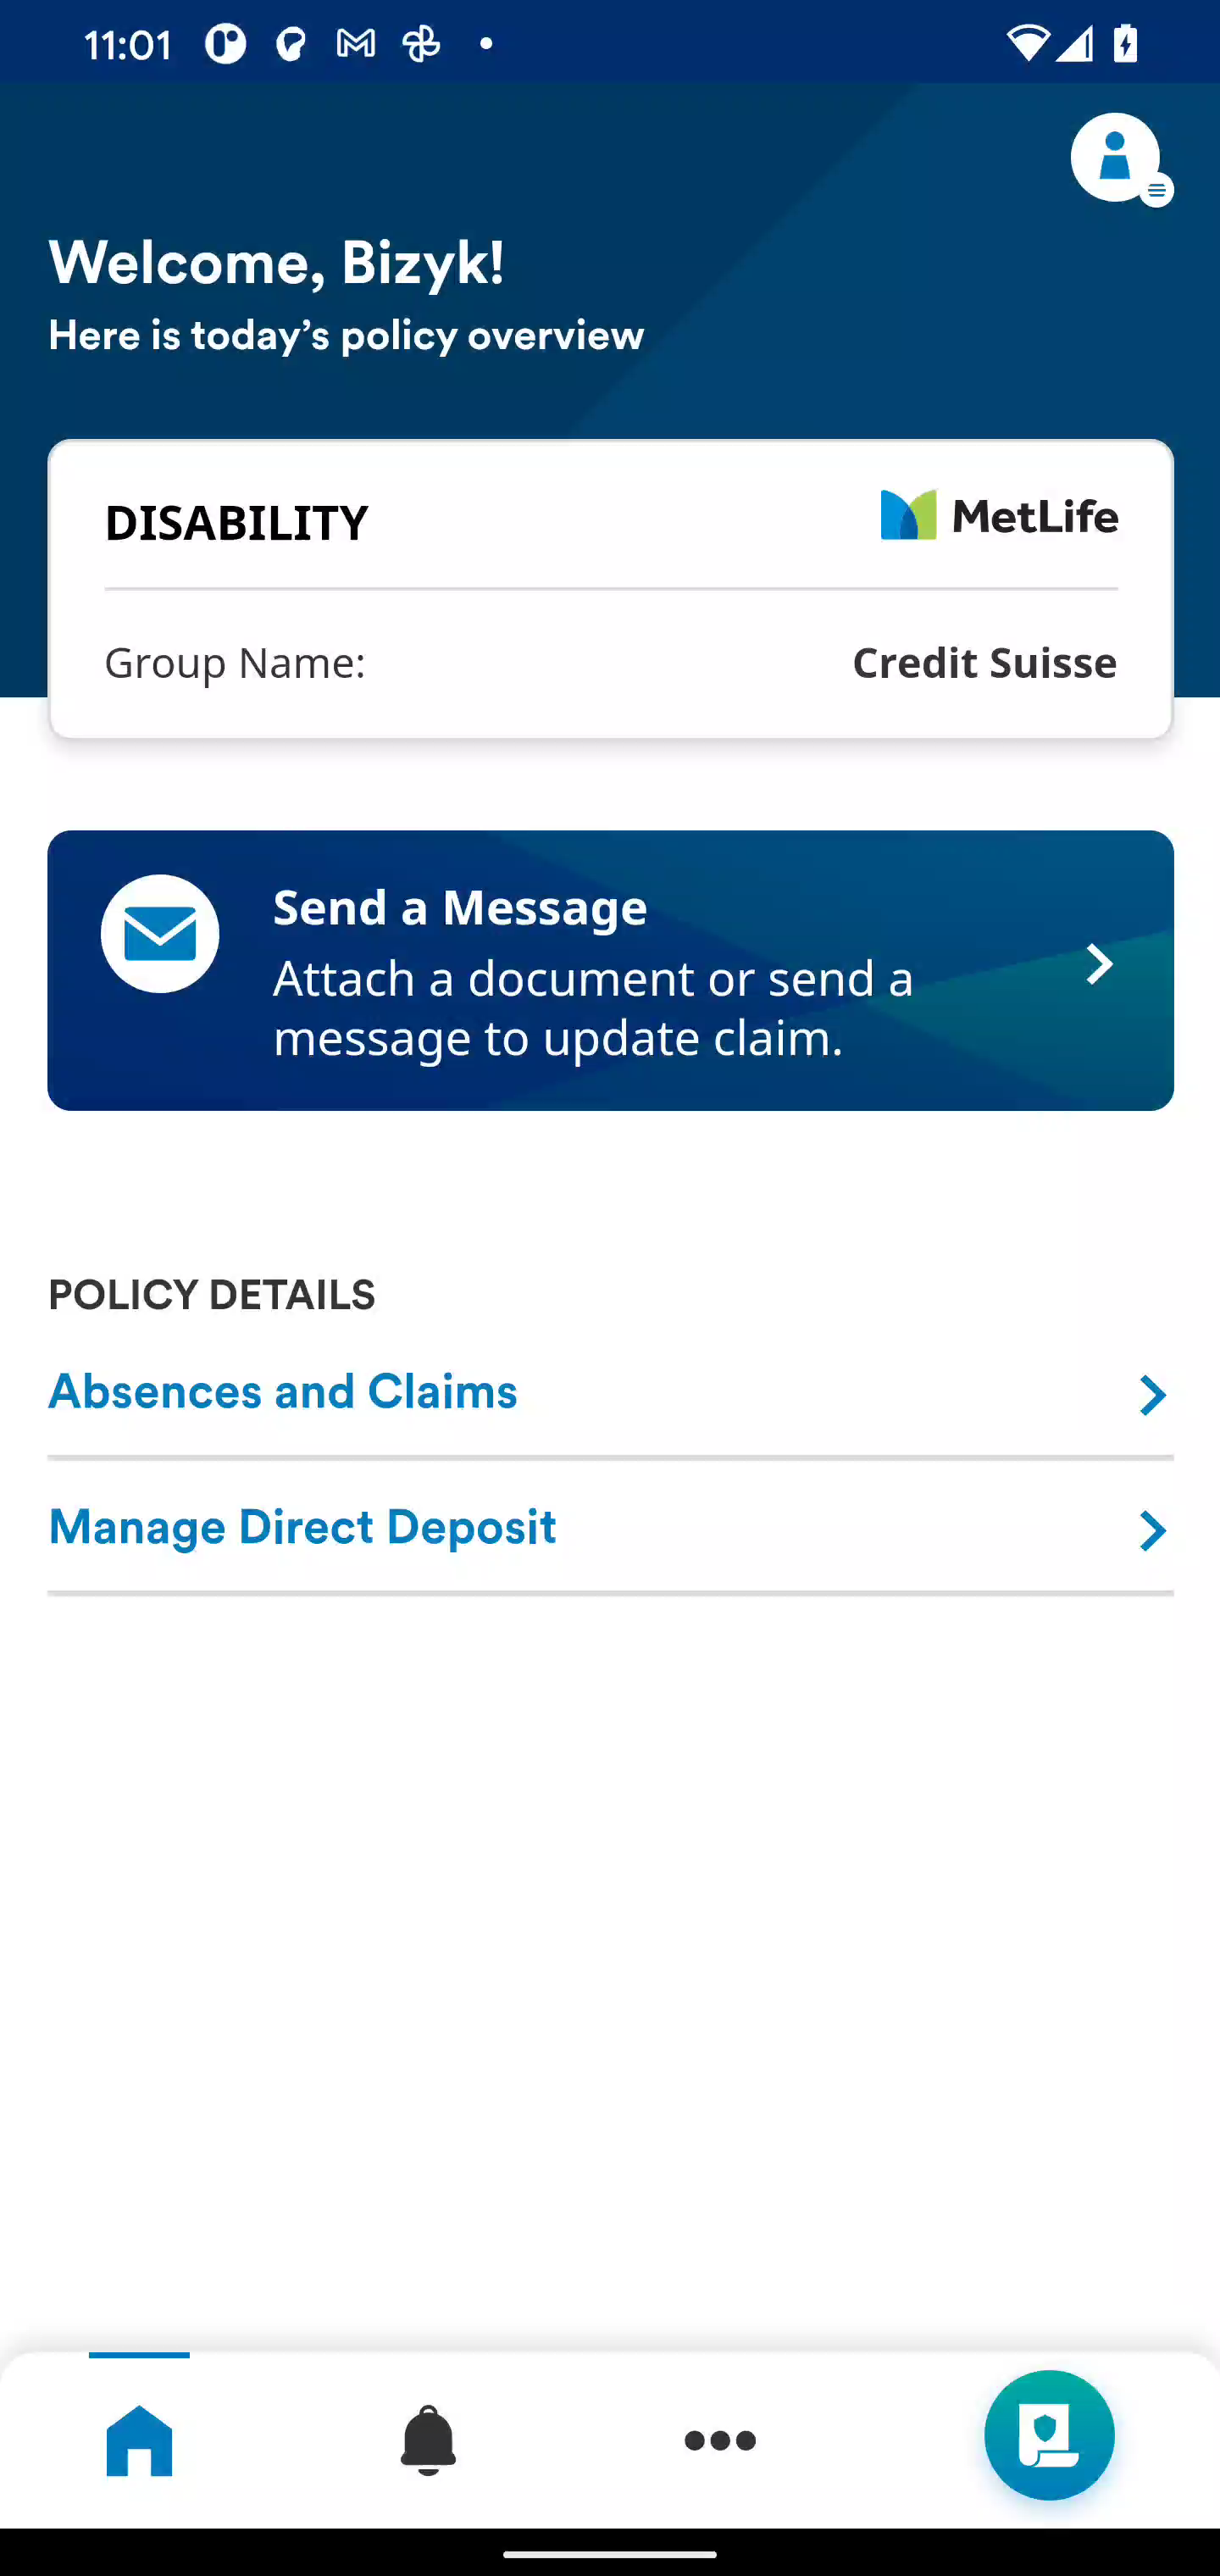 11:01
Welcome, Bizyk!
Here is today’s policy overview
DISABILITY
MetLife
Group Name:
Credit Suisse
Send a Message
Attach a document or send a
message to update claim.
POLICY DETAILS
Absences and Claims
Manage Direct Deposit